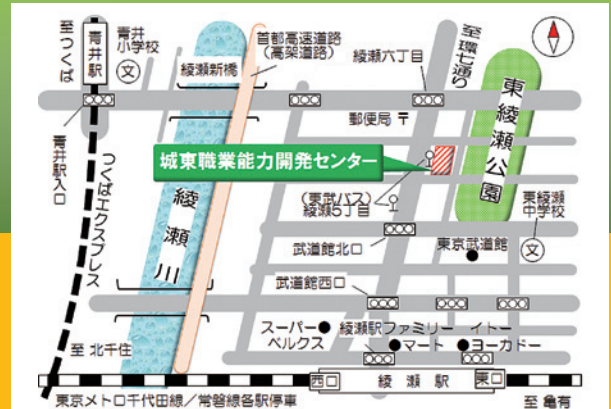 至つくば
青井駅
青井
小学校
文
綾瀬新橋
首都高速道路
(高架道路)
綾瀬六丁目
至環七通り
東綾瀬公園
郵便局 〒
青井駅入口
つくばエクスプレス
城東職業能力開発センター
綾瀬川
(東武バス)
綾瀬5丁目
東綾瀬
中学校
文
武道館北口
東京武道館
武道館西口
スーパー
ベルクス
綾瀬駅
ファミリー
マート
イトー
ヨーカドー
至 北千住
西口
綾瀬駅
東口
東京メトロ千代田線/常磐線各駅停車
至 亀有